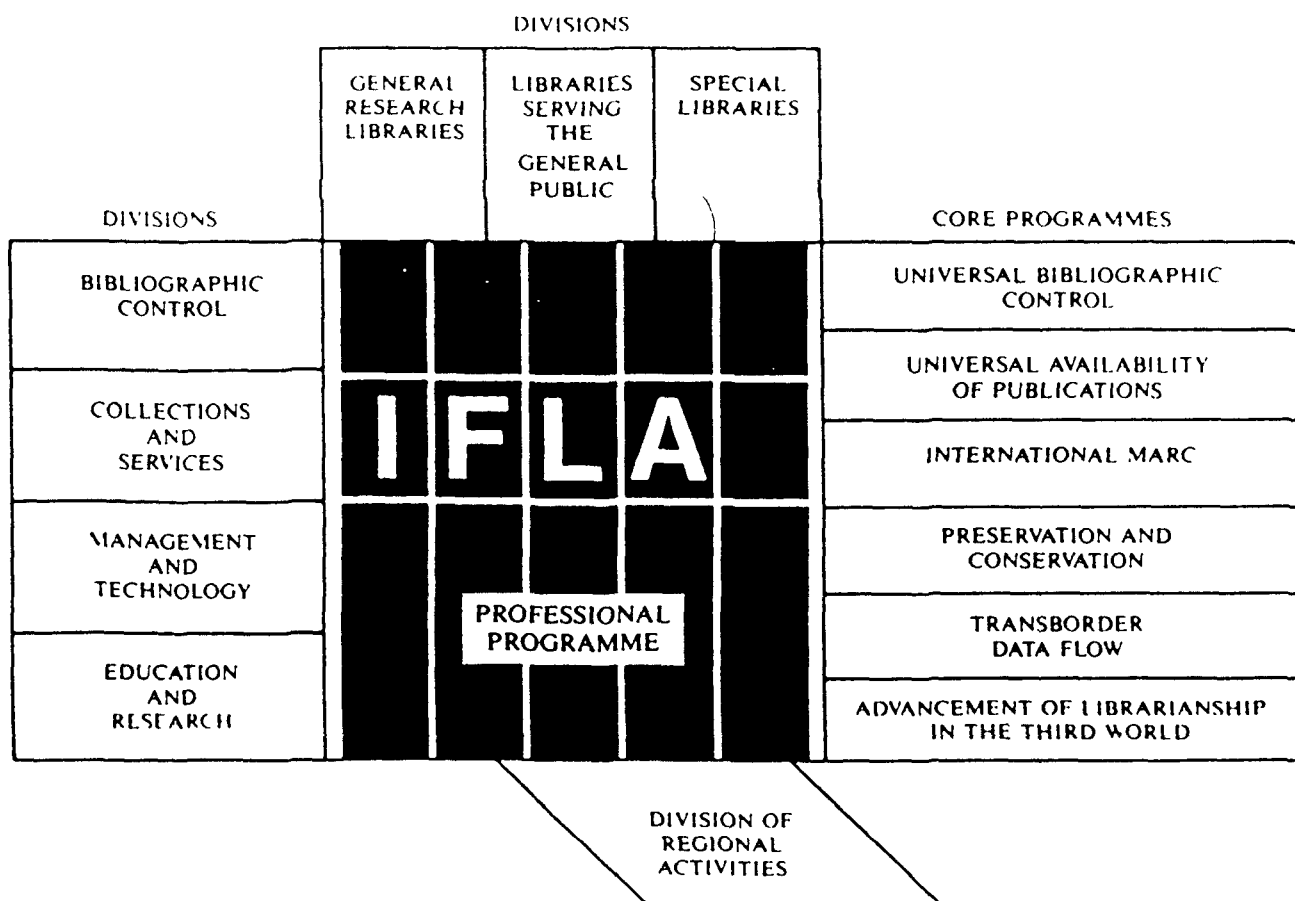 DIVISIONS
GENERAL
RESEARCH
LIBRARIES
LIBRARIES
SERVING
THE
GENERAL
PUBLIC
SPECIAL
LIBRARIES
DIVISIONS
BIBLIOGRAPHIC
CONTROL
COLLECTIONS
AND
SERVICES
MANAGEMENT
AND
TECHNOLOGY
EDUCATION
AND
RESEARCH
IFLA
PROFESSIONAL
PROGRAMME
CORE PROGRAMMES
UNIVERSAL BIBLIOGRAPHIC
CONTROL
UNIVERSAL AVAILABILITY
OF PUBLICATIONS
INTERNATIONAL MARC
PRESERVATION AND
CONSERVATION
TRANSBORDER
DATA FLOW
ADVANCEMENT OF LIBRARIANSHIP
IN THE THIRD WORLD
DIVISION OF
REGIONAL
ACTIVITIES